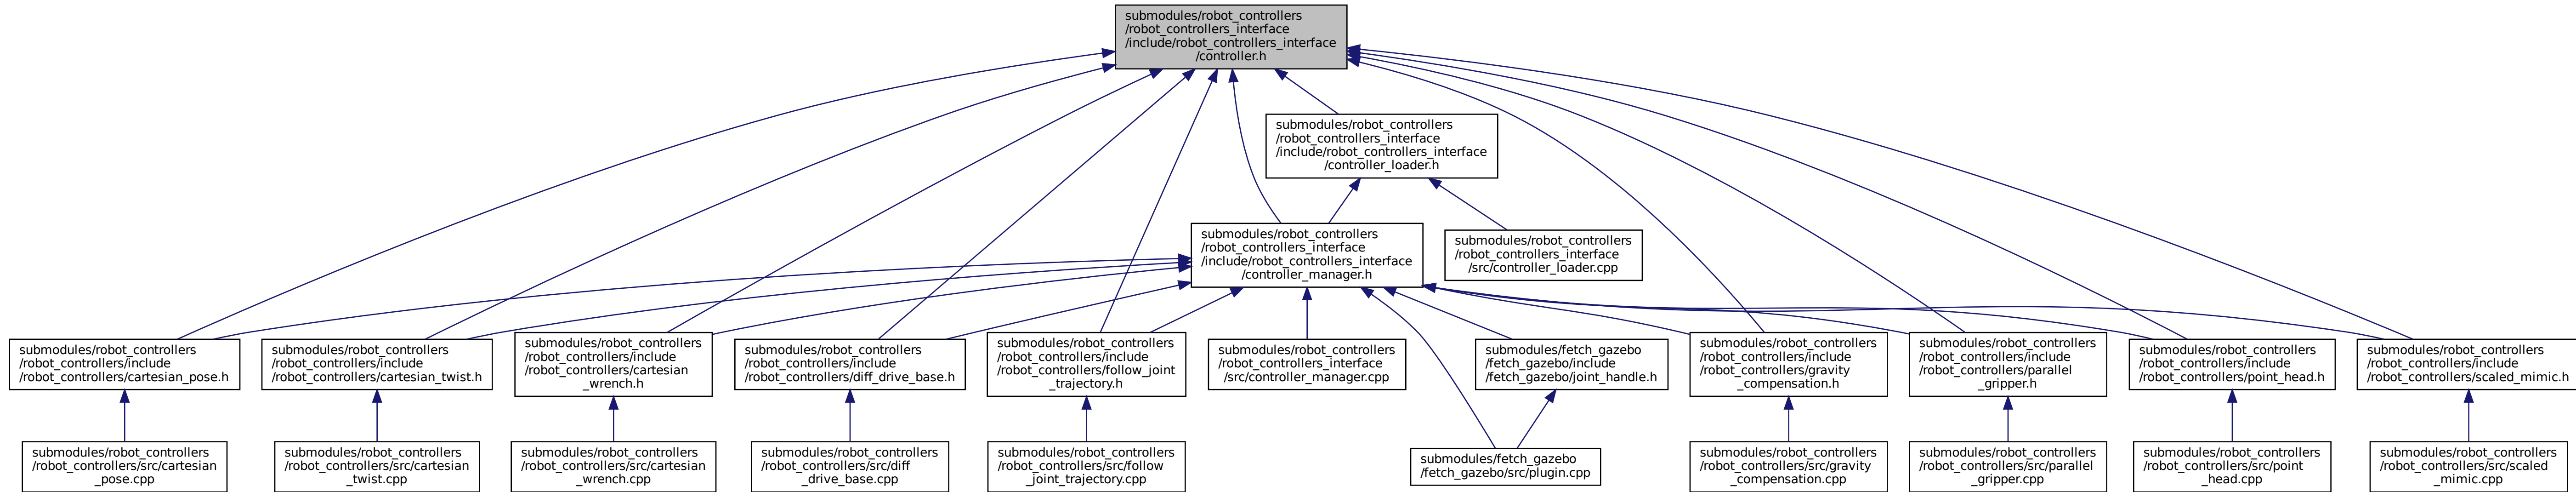 submodules/robot_controllers
/robot_controllers_interface
/include/robot_controllers_interface
/controller.h
submodules/robot_controllers
/robot_controllers_interface
/include/robot_controllers_interface
/controller_loader.h
submodules/robot_controllers
/robot_controllers_interface
/include/robot_controllers_interface
/controller_manager.h
submodules/robot_controllers
/robot_controllers_interface
/src/controller_loader.cpp
submodules/robot_controllers
/robot_controllers/include
/robot_controllers/cartesian_pose.h
submodules/robot_controllers
/robot_controllers/include
/robot_controllers/cartesian_twist.h
submodules/robot_controllers
/robot_controllers/include
/robot_controllers/cartesian
_wrench.h
submodules/robot_controllers
/robot_controllers/include
/robot_controllers/diff_drive_base.h
submodules/robot_controllers
/robot_controllers/include
/robot_controllers/follow_joint
_trajectory.h
submodules/robot_controllers
/robot_controllers_interface
/src/controller_manager.cpp
submodules/fetch_gazebo
/fetch_gazebo/include
/fetch_gazebo/joint_handle.h
submodules/robot_controllers
/robot_controllers/include
/robot_controllers/gravity
_compensation.h
submodules/robot_controllers
/robot_controllers/include
/robot_controllers/parallel
_gripper.h
submodules/robot_controllers
/robot_controllers/include
/robot_controllers/point_head.h
submodules/robot_controllers
/robot_controllers/include
/robot_controllers/scaled_mimic.h
submodules/robot_controllers
/robot_controllers/src/cartesian
_pose.cpp
submodules/robot_controllers
/robot_controllers/src/cartesian
_twist.cpp
submodules/robot_controllers
/robot_controllers/src/cartesian
_wrench.cpp
submodules/robot_controllers
/robot_controllers/src/diff
_drive_base.cpp
submodules/robot_controllers
/robot_controllers/src/follow
_joint_trajectory.cpp
submodules/fetch_gazebo
/fetch_gazebo/src/plugin.cpp
submodules/robot_controllers
/robot_controllers/src/gravity
_compensation.cpp
submodules/robot_controllers
/robot_controllers/src/parallel
_gripper.cpp
submodules/robot_controllers
/robot_controllers/src/point
_head.cpp
submodules/robot_controllers
/robot_controllers/src/scaled
_mimic.cpp